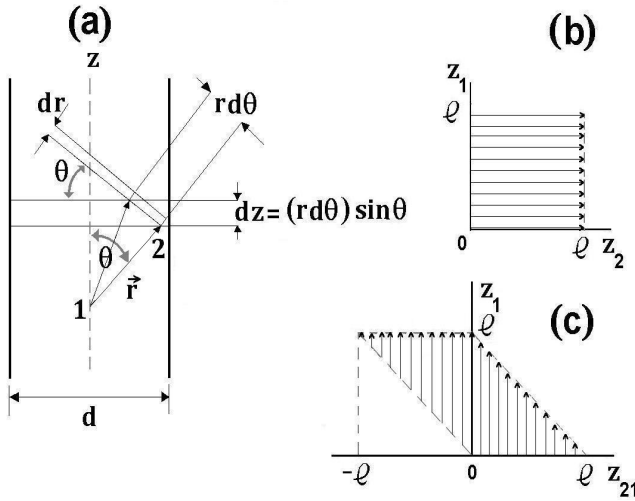 (a)
z
dr
rdθ
θ
dz=(rdθ)sinθ
2
θ
r⃗
1
d
(b)
z₁
ℓ
0
ℓ
z₂
(c)
z₁
ℓ
-ℓ
0
ℓ
z₂₁